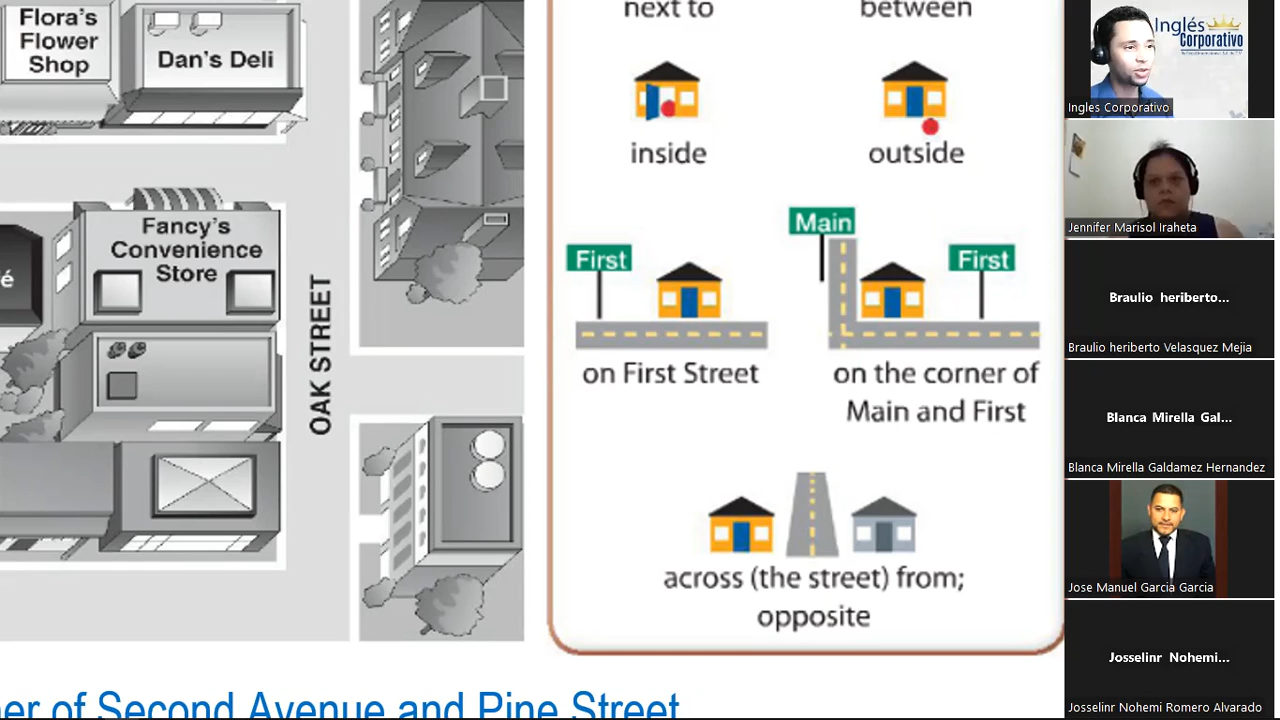 Flora's
Flower
Shop
Dan's Deli
Fancy's
Convenience
Store
é
OAK STREET
next to
between
inside
outside
First
Main
First
on First Street
on the corner of
Main and First
across (the street) from;
opposite
er of Second Avenue and Pine Street
Inglés
Corporativo
Ingles Corporativo
Jennifer Marisol Iraheta
Braulio heriberto...
Braulio heriberto Velasquez Mejia
Blanca Mirella Gal...
Blanca Mirella Galdamez Hernandez
Jose Manuel Garcia Garcia
Josselinr Nohemi...
Josselinr Nohemi Romero Alvarado